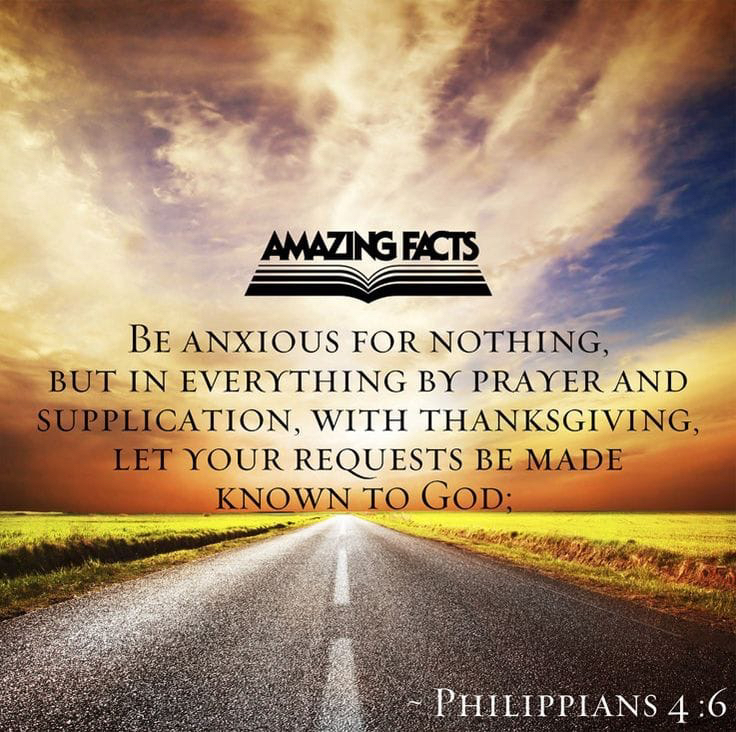 AMAZING FACTS
BE ANXIOUS FOR NOTHING,
BUT IN EVERYTHING BY PRAYER AND
SUPPLICATION, WITH THANKSGIVING,
LET YOUR REQUESTS BE MADE
KNOWN TO GOD;
~ PHILIPPIANS 4 :6